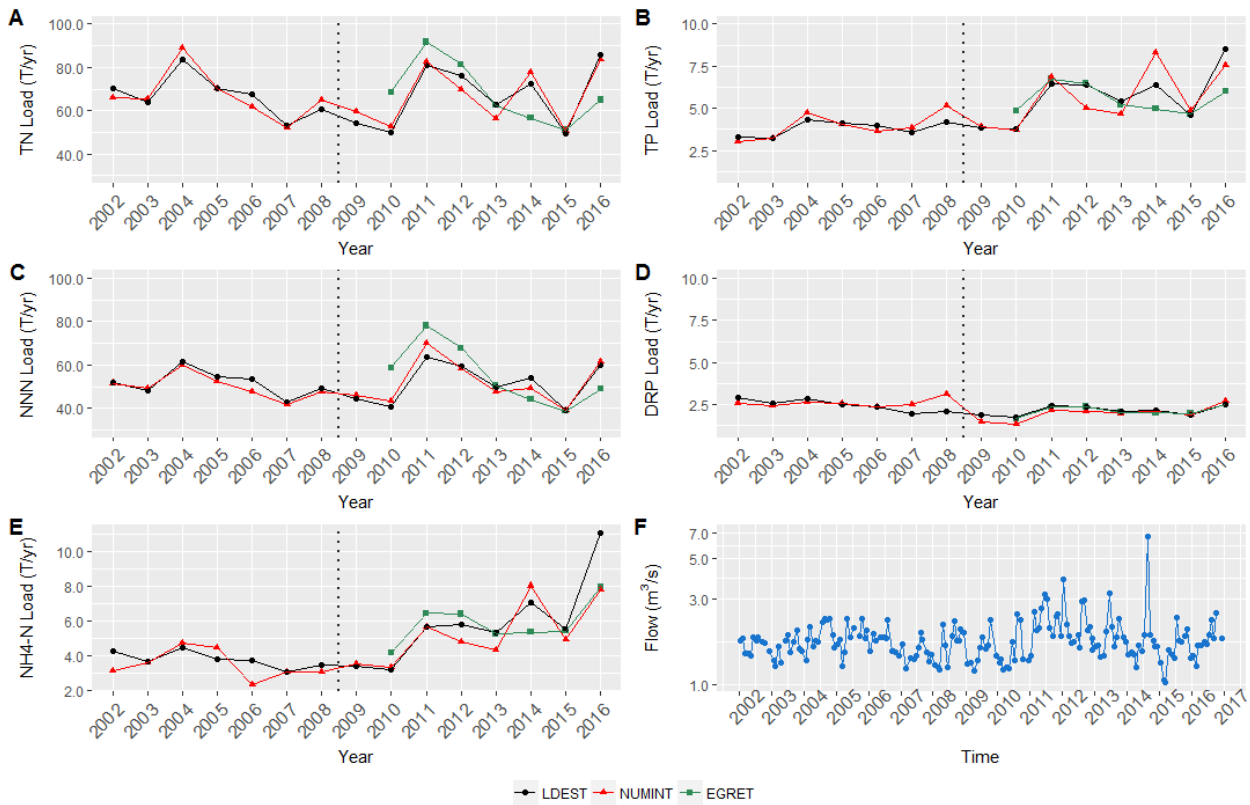 A
TN Load (T/yr)
100.0
80.0
60.0
40.0
2002 2003 2004 2005 2006 2007 2008 2009 2010 2011 2012 2013 2014 2015 2016
Year
B
TP Load (T/yr)
10.0
7.5
5.0
2.5
2002 2003 2004 2005 2006 2007 2008 2009 2010 2011 2012 2013 2014 2015 2016
Year
C
NNN Load (T/yr)
100.0
80.0
60.0
40.0
2002 2003 2004 2005 2006 2007 2008 2009 2010 2011 2012 2013 2014 2015 2016
Year
D
DRP Load (T/yr)
10.0
7.5
5.0
2.5
2002 2003 2004 2005 2006 2007 2008 2009 2010 2011 2012 2013 2014 2015 2016
Year
E
NH4-N Load (T/yr)
10.0
8.0
6.0
4.0
2.0
2002 2003 2004 2005 2006 2007 2008 2009 2010 2011 2012 2013 2014 2015 2016
Year
F
Flow (m³/s)
7.0
5.0
3.0
1.0
2002 2003 2004 2005 2006 2007 2008 2009 2010 2011 2012 2013 2014 2015 2016 2017
Time
LDEST NUMINT EGRET